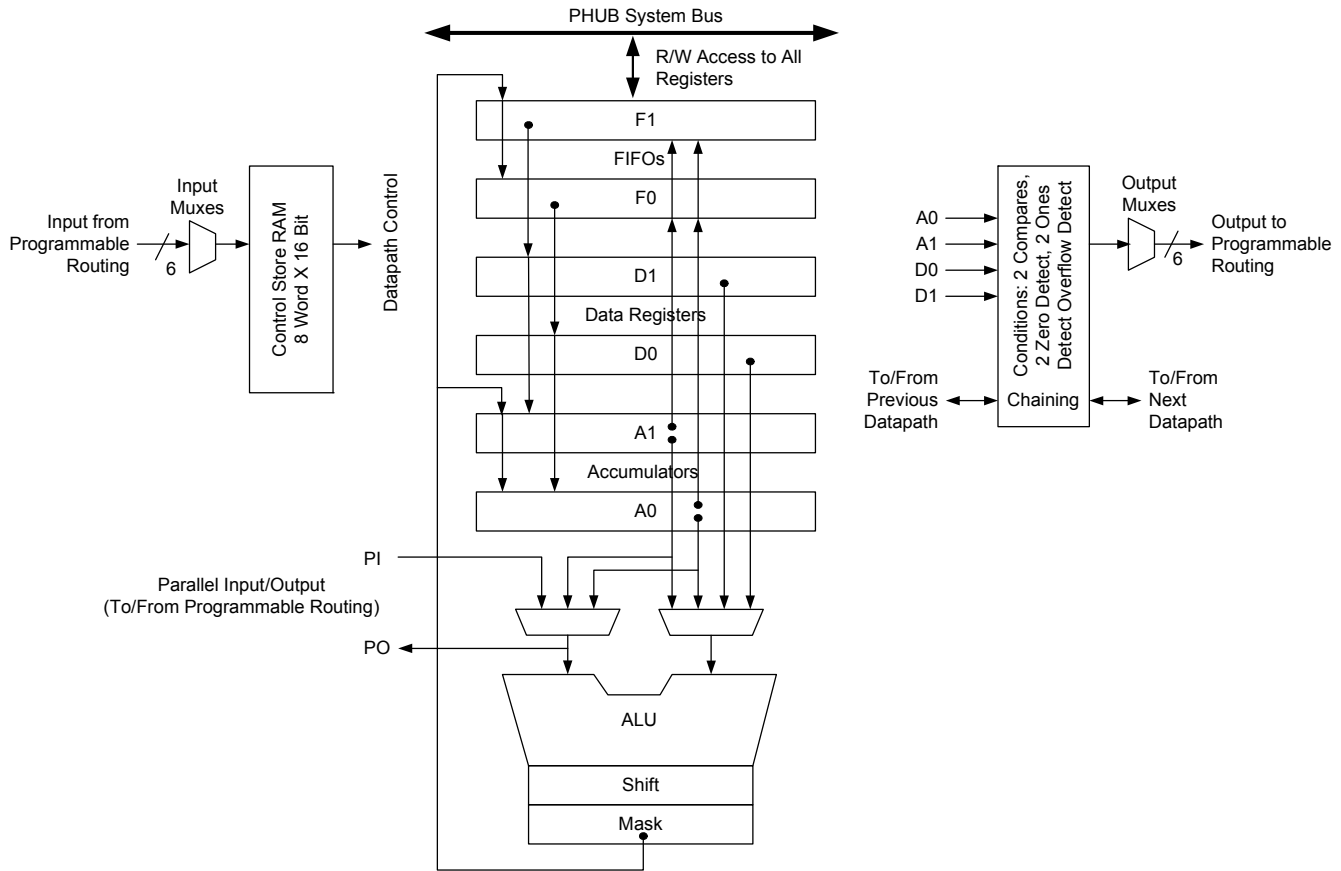 PHUB System Bus
R/W Access to All
Registers
F1
FIFOs
F0
D1
Data Registers
D0
A1
Accumulators
A0
Input from
Programmable
Routing
6
Input
Muxes
Control Store RAM
8 Word X 16 Bit
Datapath Control
PI
Parallel Input/Output
(To/From Programmable Routing)
PO
ALU
Shift
Mask
A0
A1
D0
D1
Conditions: 2 Compares,
2 Zero Detect, 2 Ones
Detect Overflow Detect
Output
Muxes
6
Output to
Programmable
Routing
To/From
Previous
Datapath
Chaining
To/From
Next
Datapath